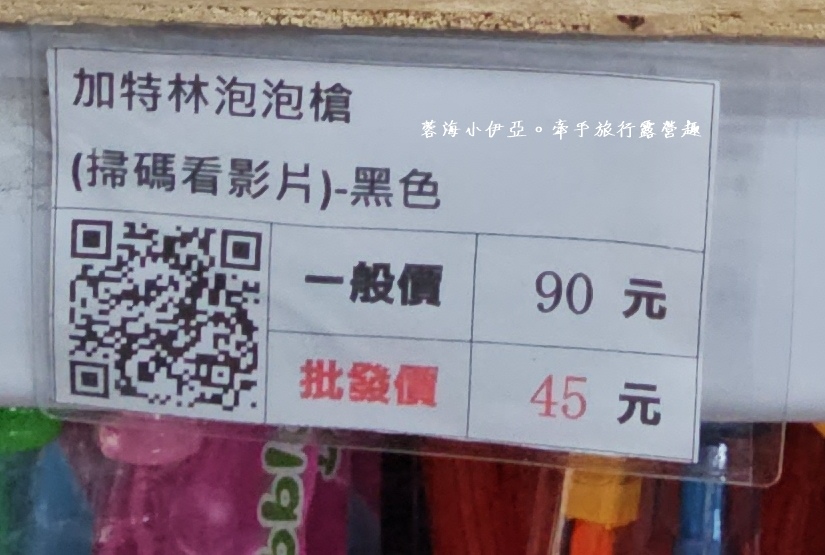 加特林泡泡槍
蓉海小伊亞。牽手旅行露營趣
(掃碼看影片)-黑色
一般價 90 元
批發價 45 元